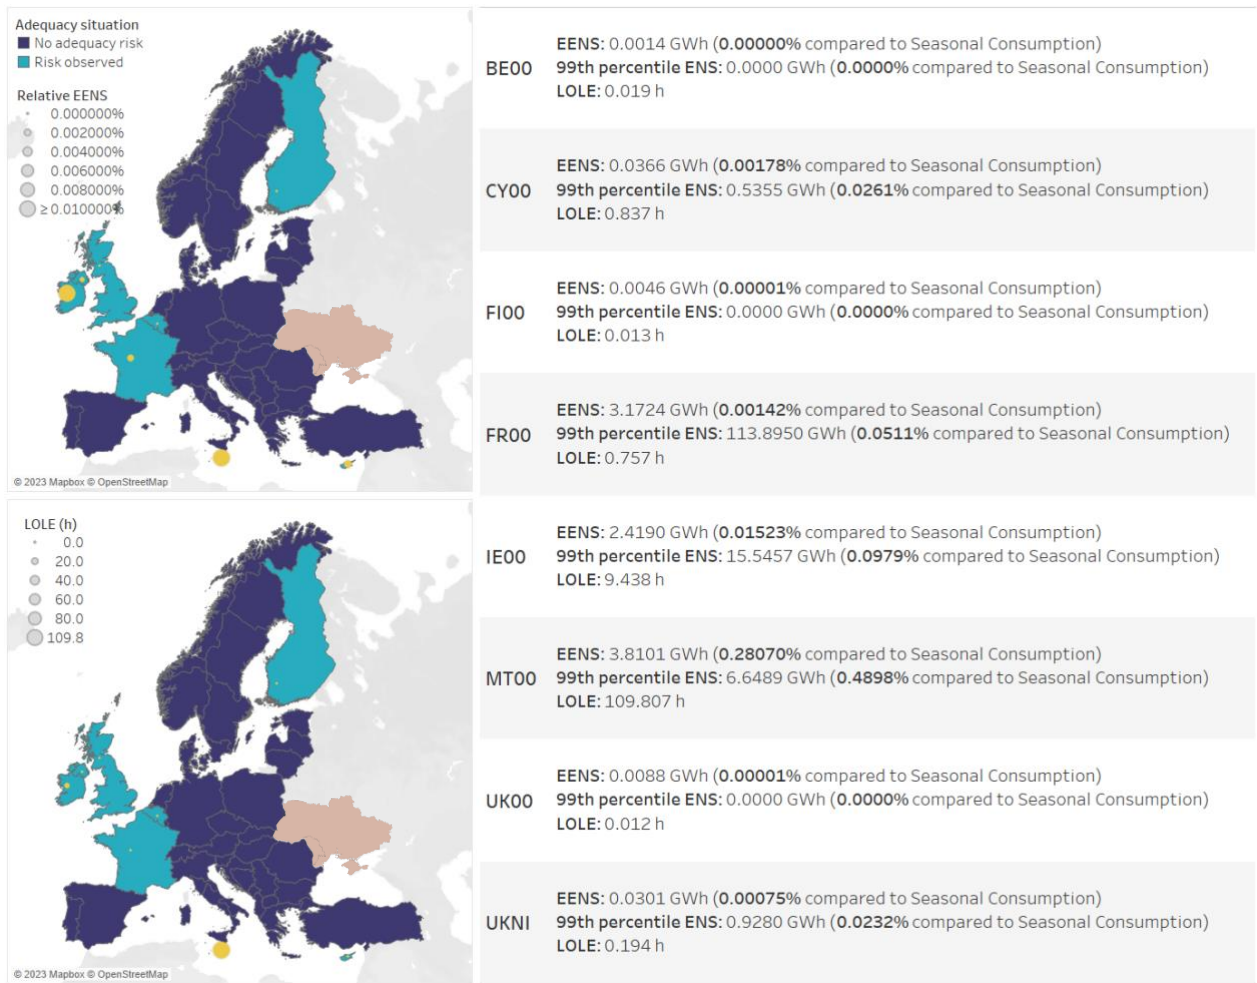 Adequacy situation
No adequacy risk
Risk observed
Relative EENS
0.000000%
0.002000%
0.004000%
0.006000%
0.008000%
≥ 0.010000%
© 2023 Mapbox © OpenStreetMap
LOLE (h)
0.0
20.0
40.0
60.0
80.0
109.8
© 2023 Mapbox © OpenStreetMap
BE00
EENS: 0.0014 GWh (0.00000% compared to Seasonal Consumption)
99th percentile ENS: 0.0000 GWh (0.0000% compared to Seasonal Consumption)
LOLE: 0.019 h
CY00
EENS: 0.0366 GWh (0.00178% compared to Seasonal Consumption)
99th percentile ENS: 0.5355 GWh (0.0261% compared to Seasonal Consumption)
LOLE: 0.837 h
FI00
EENS: 0.0046 GWh (0.00001% compared to Seasonal Consumption)
99th percentile ENS: 0.0000 GWh (0.0000% compared to Seasonal Consumption)
LOLE: 0.013 h
FR00
EENS: 3.1724 GWh (0.00142% compared to Seasonal Consumption)
99th percentile ENS: 113.8950 GWh (0.0511% compared to Seasonal Consumption)
LOLE: 0.757 h
IE00
EENS: 2.4190 GWh (0.01523% compared to Seasonal Consumption)
99th percentile ENS: 15.5457 GWh (0.0979% compared to Seasonal Consumption)
LOLE: 9.438 h
MT00
EENS: 3.8101 GWh (0.28070% compared to Seasonal Consumption)
99th percentile ENS: 6.6489 GWh (0.4898% compared to Seasonal Consumption)
LOLE: 109.807 h
UK00
EENS: 0.0088 GWh (0.00001% compared to Seasonal Consumption)
99th percentile ENS: 0.0000 GWh (0.0000% compared to Seasonal Consumption)
LOLE: 0.012 h
UKNI
EENS: 0.0301 GWh (0.00075% compared to Seasonal Consumption)
99th percentile ENS: 0.9280 GWh (0.0232% compared to Seasonal Consumption)
LOLE: 0.194 h